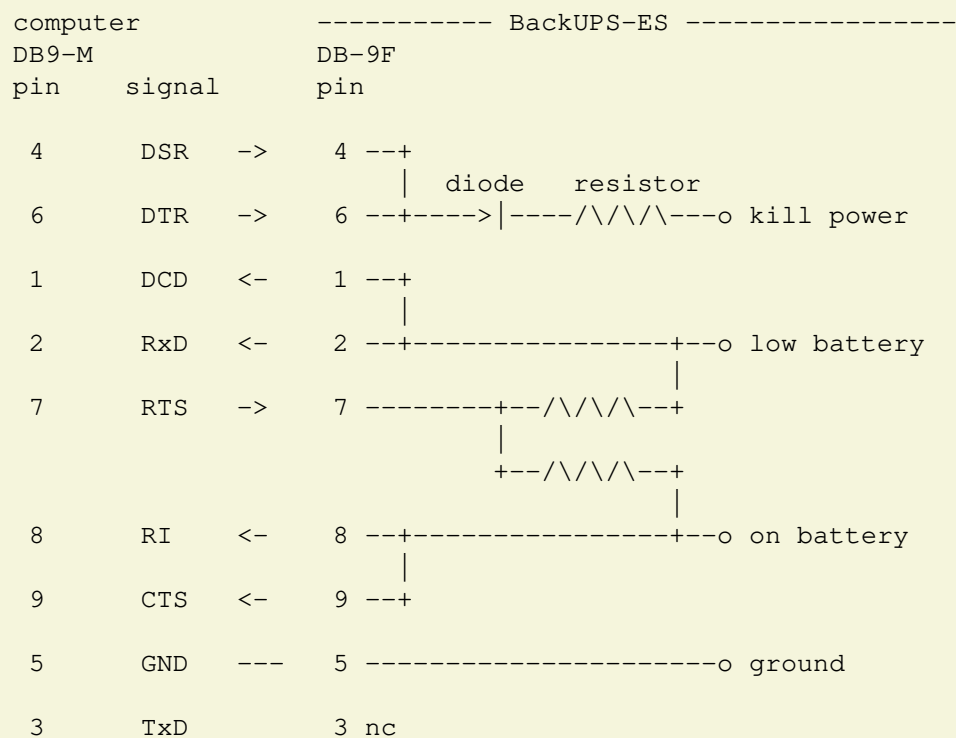 computer           ----------- BackUPS-ES -----------------
DB9-M              DB-9F
pin    signal      pin
 4      DSR  ->     4 --+
                        |  diode   resistor
 6      DTR  ->     6 --+---->|----/\/\/\---o kill power
 1      DCD  <-     1 --+
                        |
 2      RxD  <-     2 --+----------------+--o low battery
                                         |
 7      RTS  ->     7 --------+--/\/\/\--+
                              |
                              +--/\/\/\--+
                                         |
 8      RI   <-     8 --+----------------+--o on battery
                        |
 9      CTS  <-     9 --+
 5      GND  ---    5 ----------------------o ground
 3      TxD         3 nc